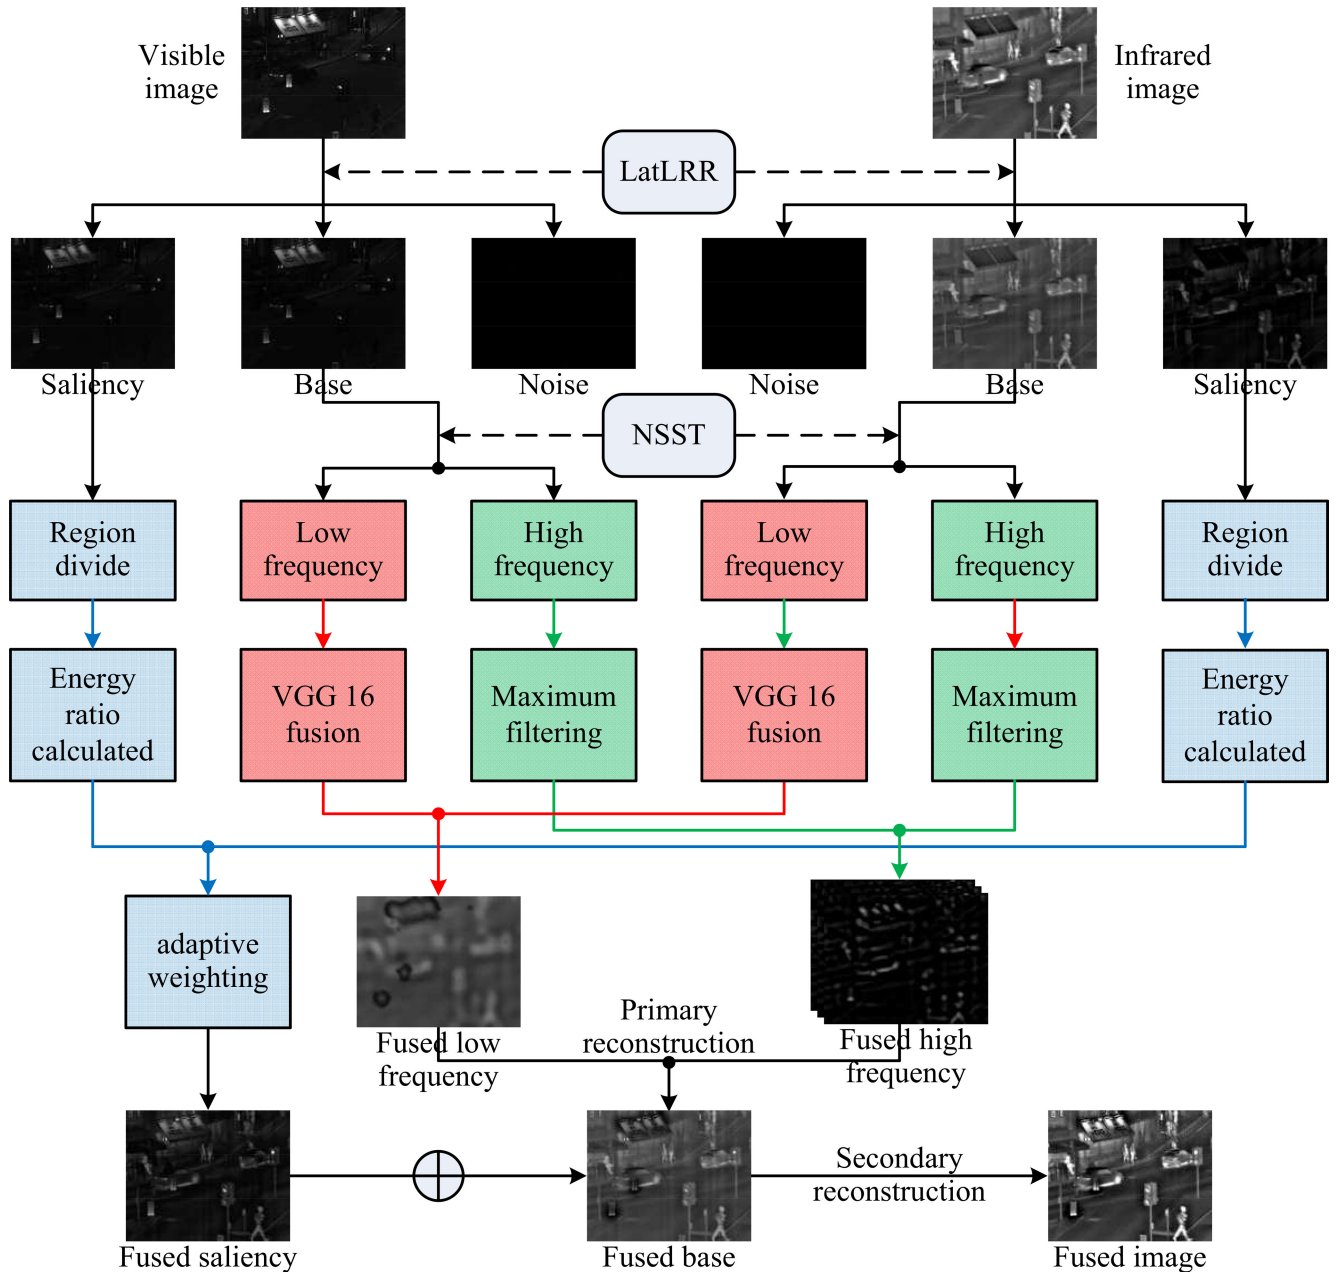 Visible
image
Infrared
image
LatLRR
Saliency
Base
Noise
Noise
Base
Saliency
NSST
Region
divide
Low
frequency
High
frequency
Low
frequency
High
frequency
Region
divide
Energy
ratio
calculated
VGG 16
fusion
Maximum
filtering
VGG 16
fusion
Maximum
filtering
Energy
ratio
calculated
adaptive
weighting
Fused low
frequency
Primary
reconstruction
Fused high
frequency
Secondary
reconstruction
Fused saliency
Fused base
Fused image